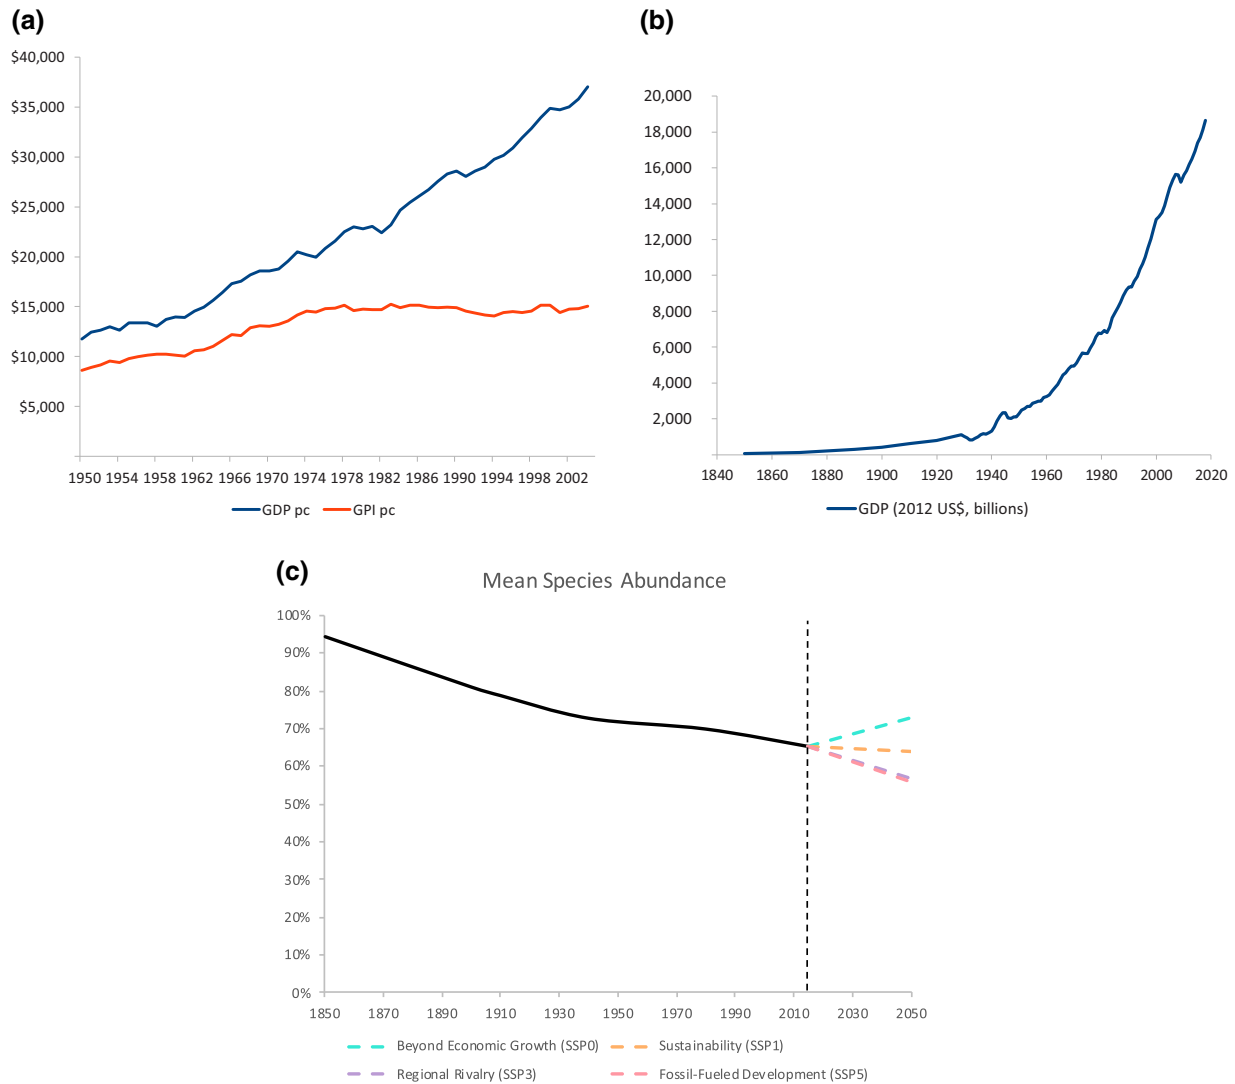 (a)
$40,000
$35,000
$30,000
$25,000
$20,000
$15,000
$10,000
$5,000
1950 1954 1958 1962 1966 1970 1974 1978 1982 1986 1990 1994 1998 2002
GDP pc GPI pc
(b)
20,000
18,000
16,000
14,000
12,000
10,000
8,000
6,000
4,000
2,000
1840 1860 1880 1900 1920 1940 1960 1980 2000 2020
GDP (2012 US$, billions)
(c)
Mean Species Abundance
100%
90%
80%
70%
60%
50%
40%
30%
20%
10%
0%
1850 1870 1890 1910 1930 1950 1970 1990 2010 2030 2050
Beyond Economic Growth (SSP0) Sustainability (SSP1)
Regional Rivalry (SSP3) Fossil-Fueled Development (SSP5)